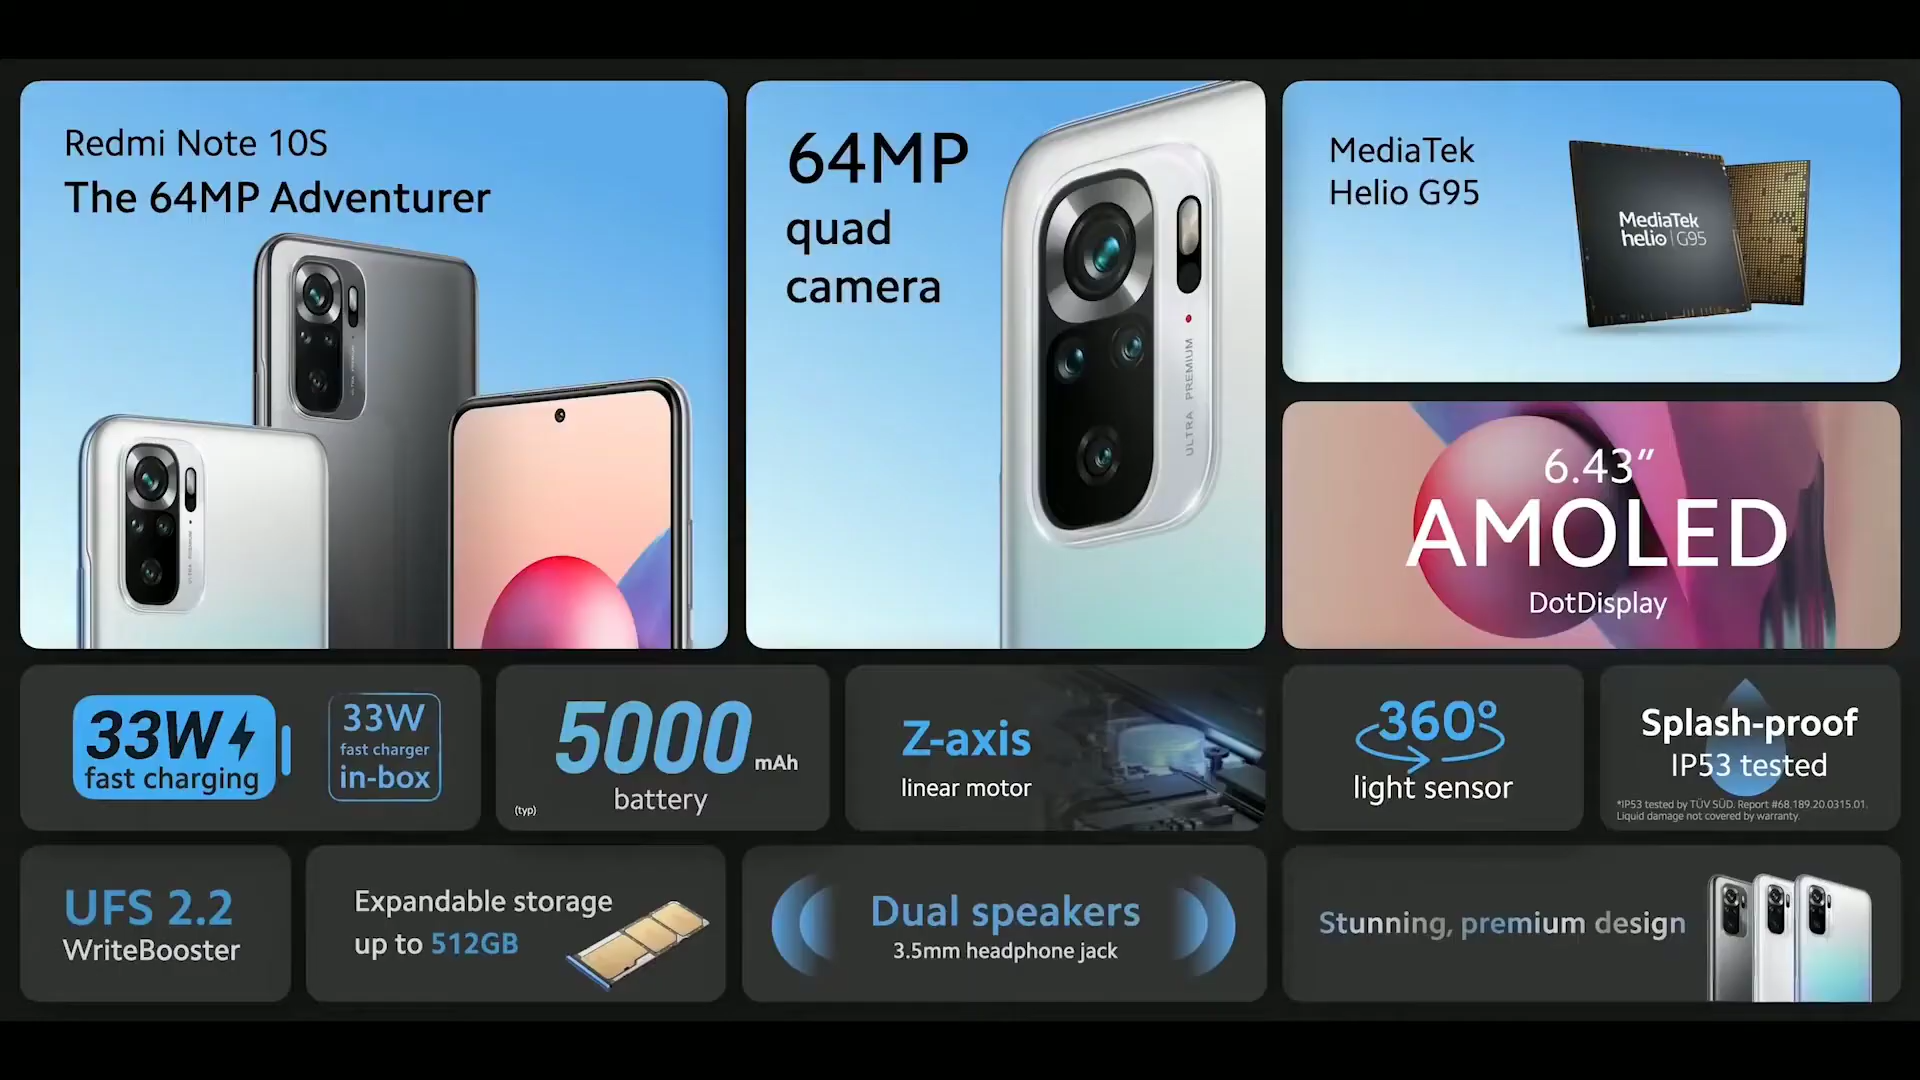 Redmi Note 10S
The 64MP Adventurer
64MP
quad
camera
ULTRA PREMIUM
MediaTek
Helio G95
MediaTek
helio G95
6.43″
AMOLED
DotDisplay
33W
fast charging
33W
fast charger
in-box
5000 mAh
battery
(typ)
Z-axis
linear motor
360°
light sensor
Splash-proof
IP53 tested
*IP53 tested by TÜV SÜD. Report #68.189.20.0315.01.
Liquid damage not covered by warranty.
UFS 2.2
WriteBooster
Expandable storage
up to 512GB
Dual speakers
3.5mm headphone jack
Stunning, premium design